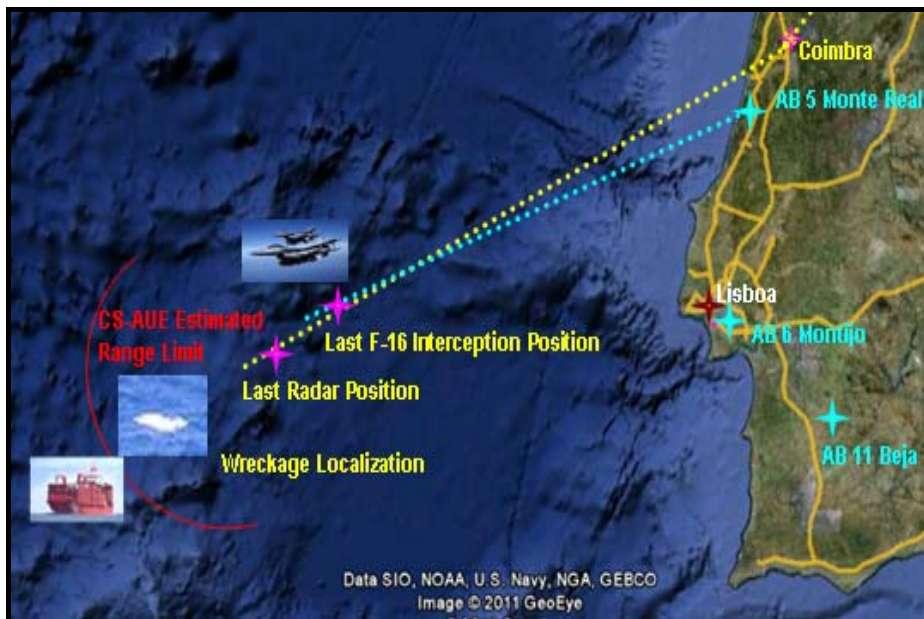 Coimbra
AB 5 Monte Real
Lisboa
AB 6 Montijo
CS-AUE Estimated
Range Limit
Last F-16 Interception Position
Last Radar Position
AB 11 Beja
Wreckage Localization
Data SIO, NOAA, U.S. Navy, NGA, GEBCO
Image © 2011 GeoEye